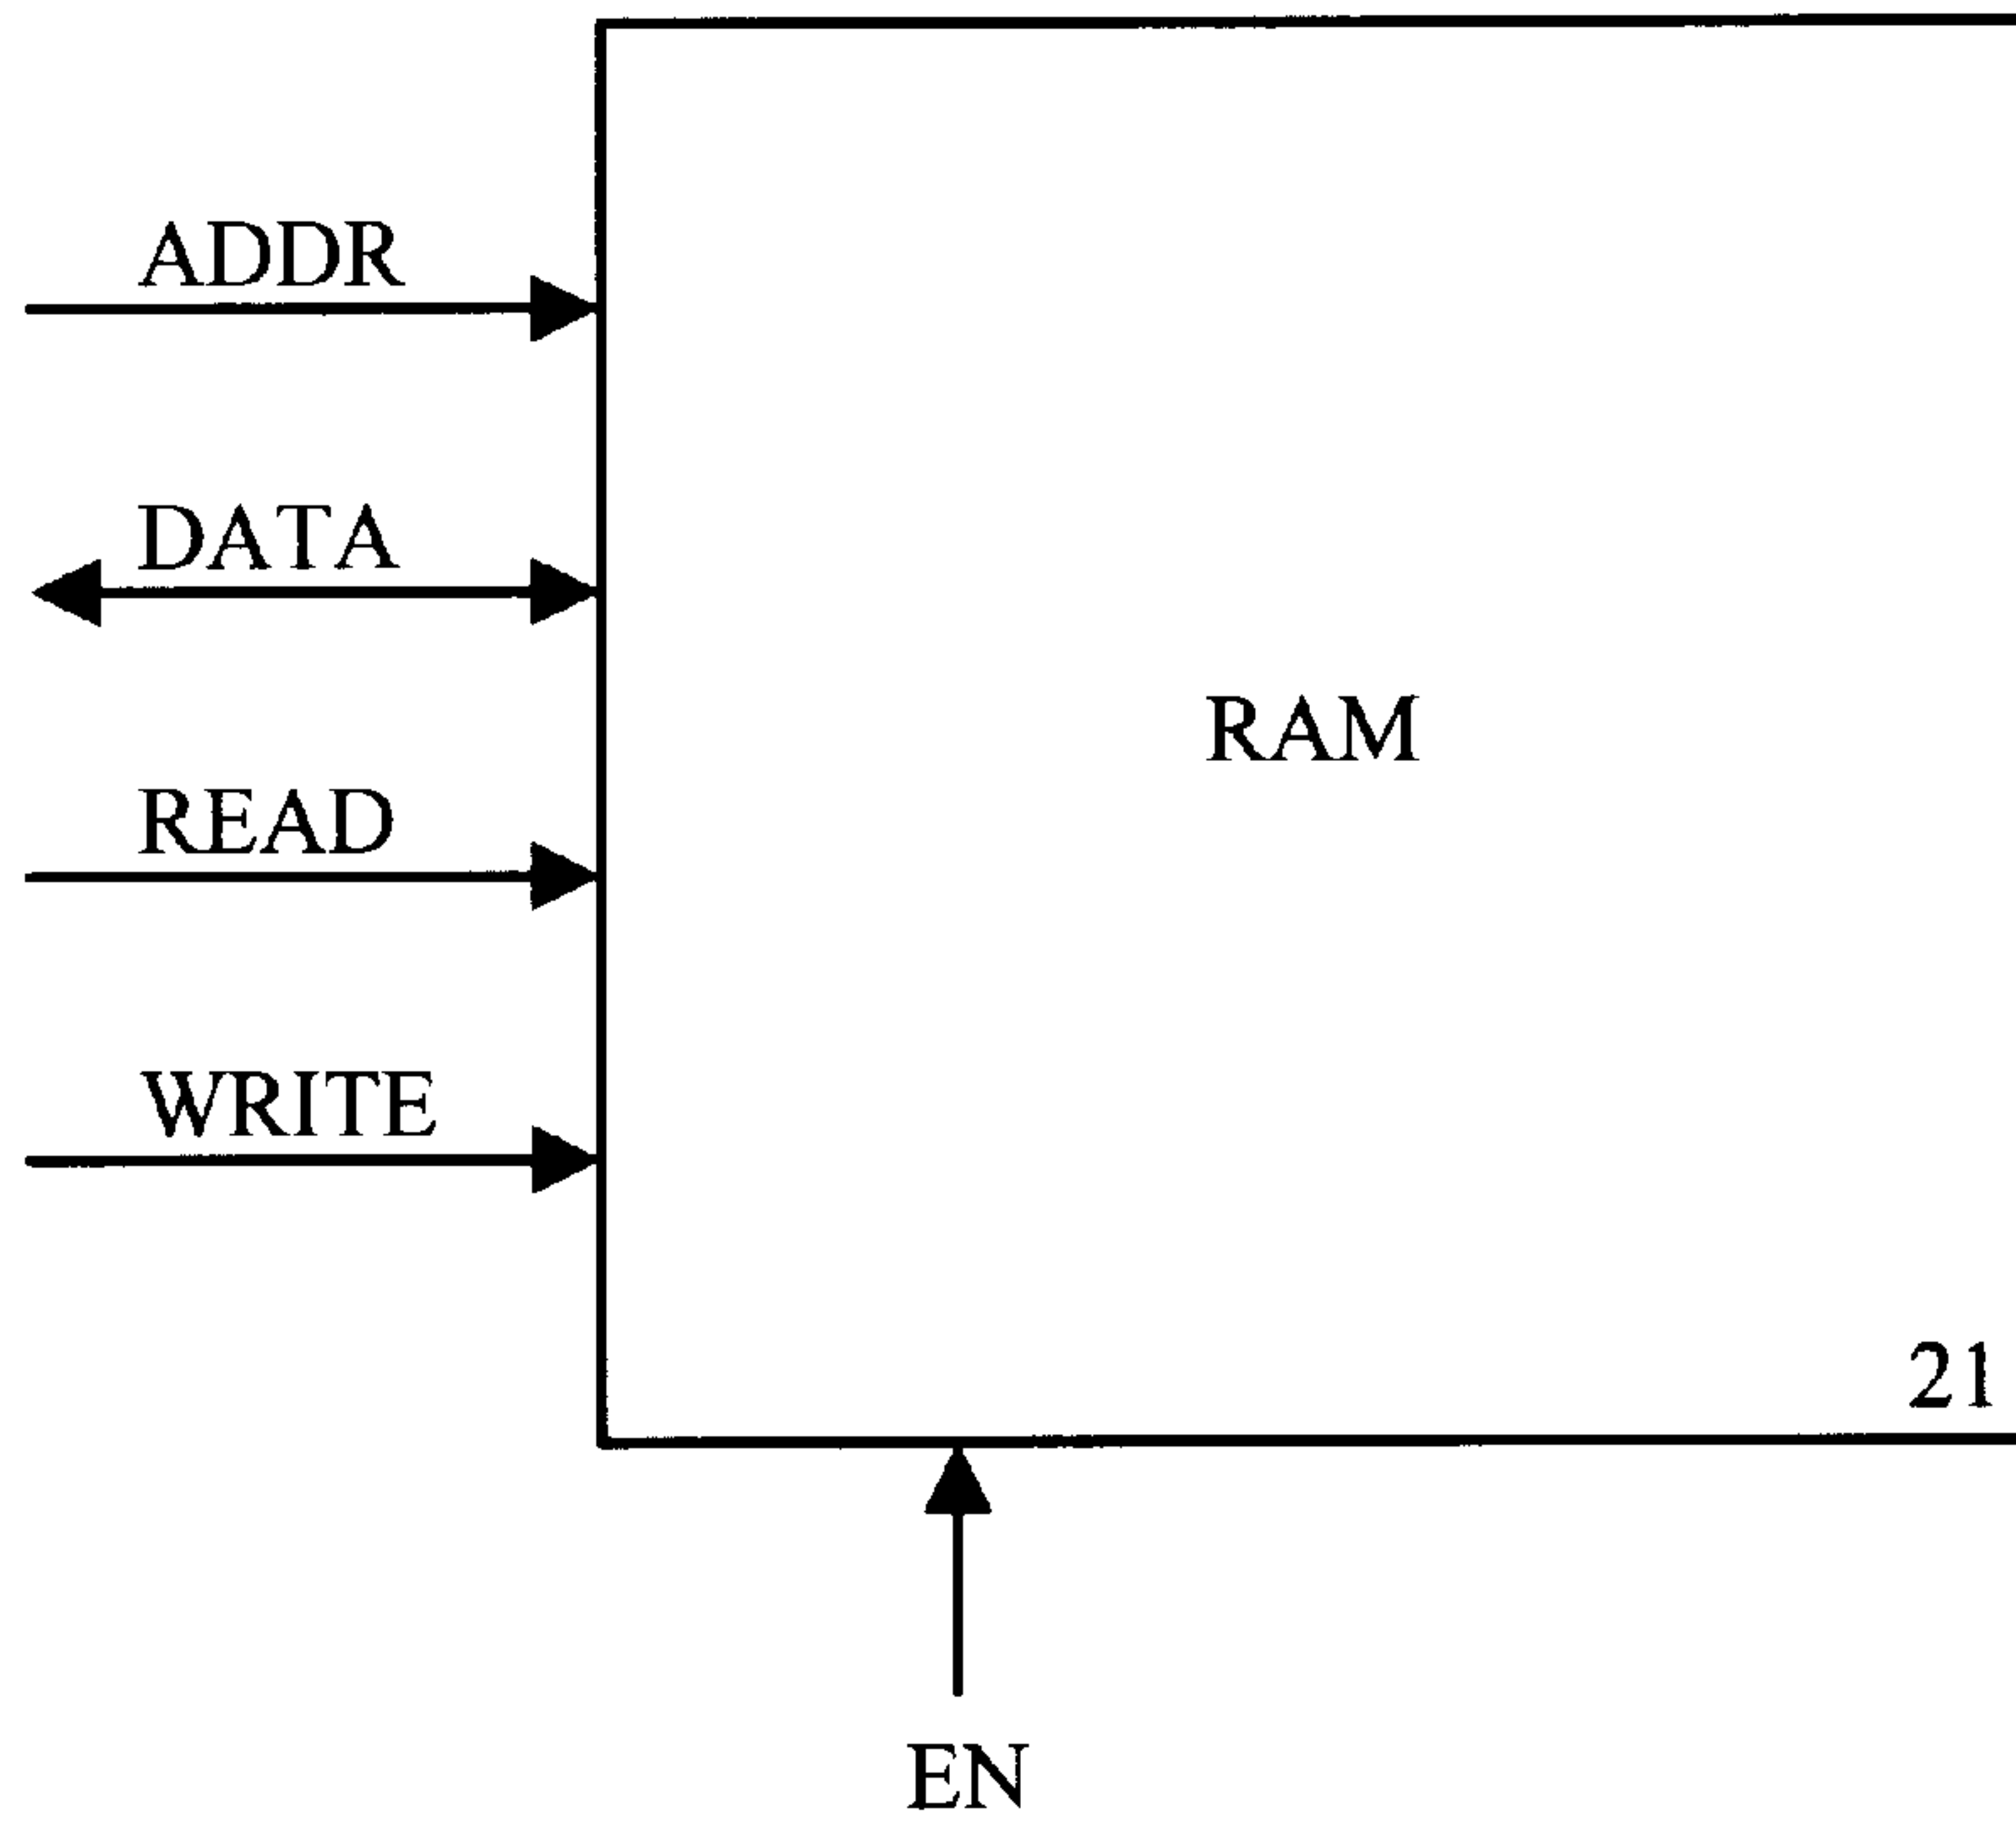 ADDR
DATA
RAM
READ
WRITE
21
EN